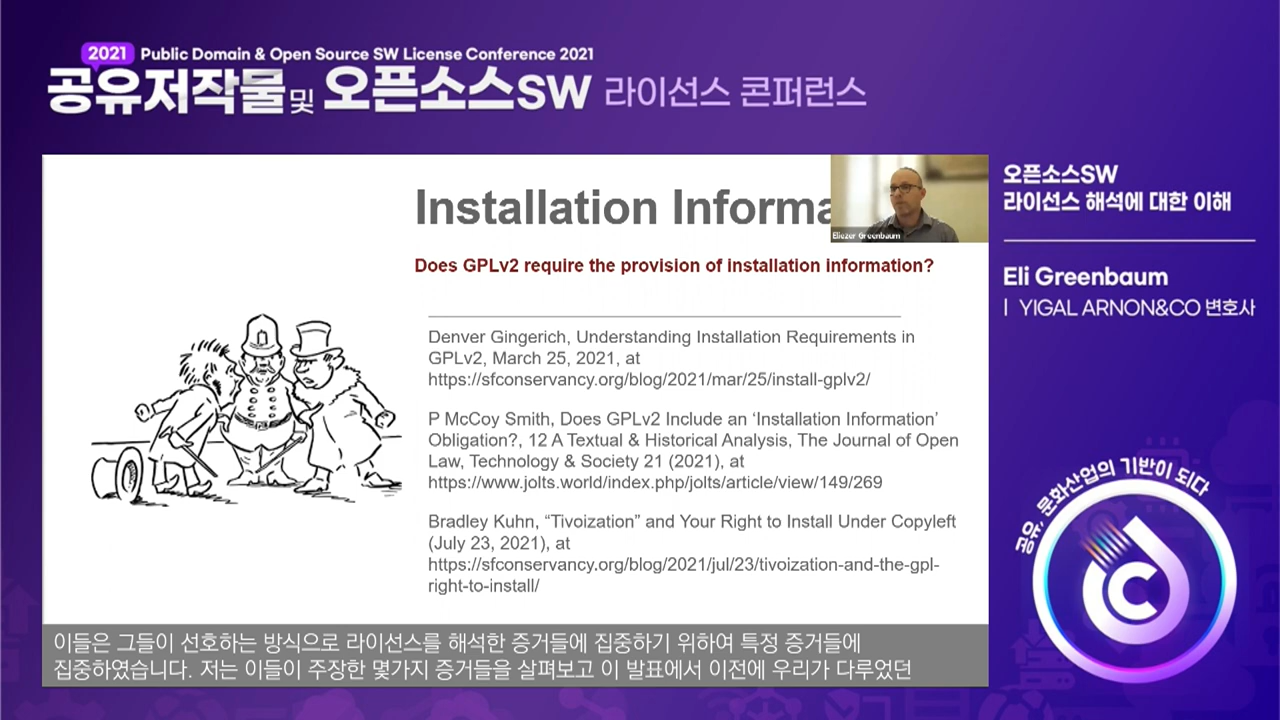 2021 Public Domain & Open Source SW License Conference 2021
공유저작물 및 오픈소스SW 라이선스 콘퍼런스
Installation Informa
Eliezer Greenbaum
Does GPLv2 require the provision of installation information?
Denver Gingerich, Understanding Installation Requirements in
GPLv2, March 25, 2021, at
https://sfconservancy.org/blog/2021/mar/25/install-gplv2/
P McCoy Smith, Does GPLv2 Include an ‘Installation Information’
Obligation?, 12 A Textual & Historical Analysis, The Journal of Open
Law, Technology & Society 21 (2021), at
https://www.jolts.world/index.php/jolts/article/view/149/269
Bradley Kuhn, “Tivoization” and Your Right to Install Under Copyleft
(July 23, 2021), at
https://sfconservancy.org/blog/2021/jul/23/tivoization-and-the-gpl-
right-to-install/
이들은 그들이 선호하는 방식으로 라이선스를 해석한 증거들에 집중하기 위하여 특정 증거들에
집중하였습니다. 저는 이들이 주장한 몇가지 증거들을 살펴보고 이 발표에서 이전에 우리가 다루었던
오픈소스SW
라이선스 해석에 대한 이해
Eli Greenbaum
| YIGAL ARNON&CO 변호사
공유, 문화산업의 기반이 되다
C